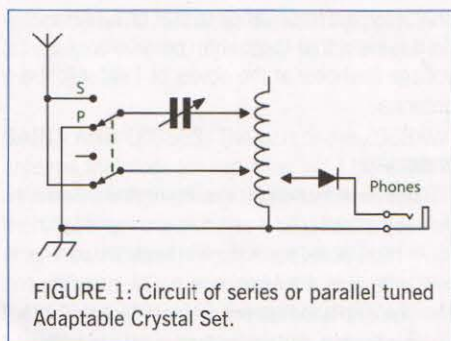 S
P
Phones
FIGURE 1: Circuit of series or parallel tuned
Adaptable Crystal Set.